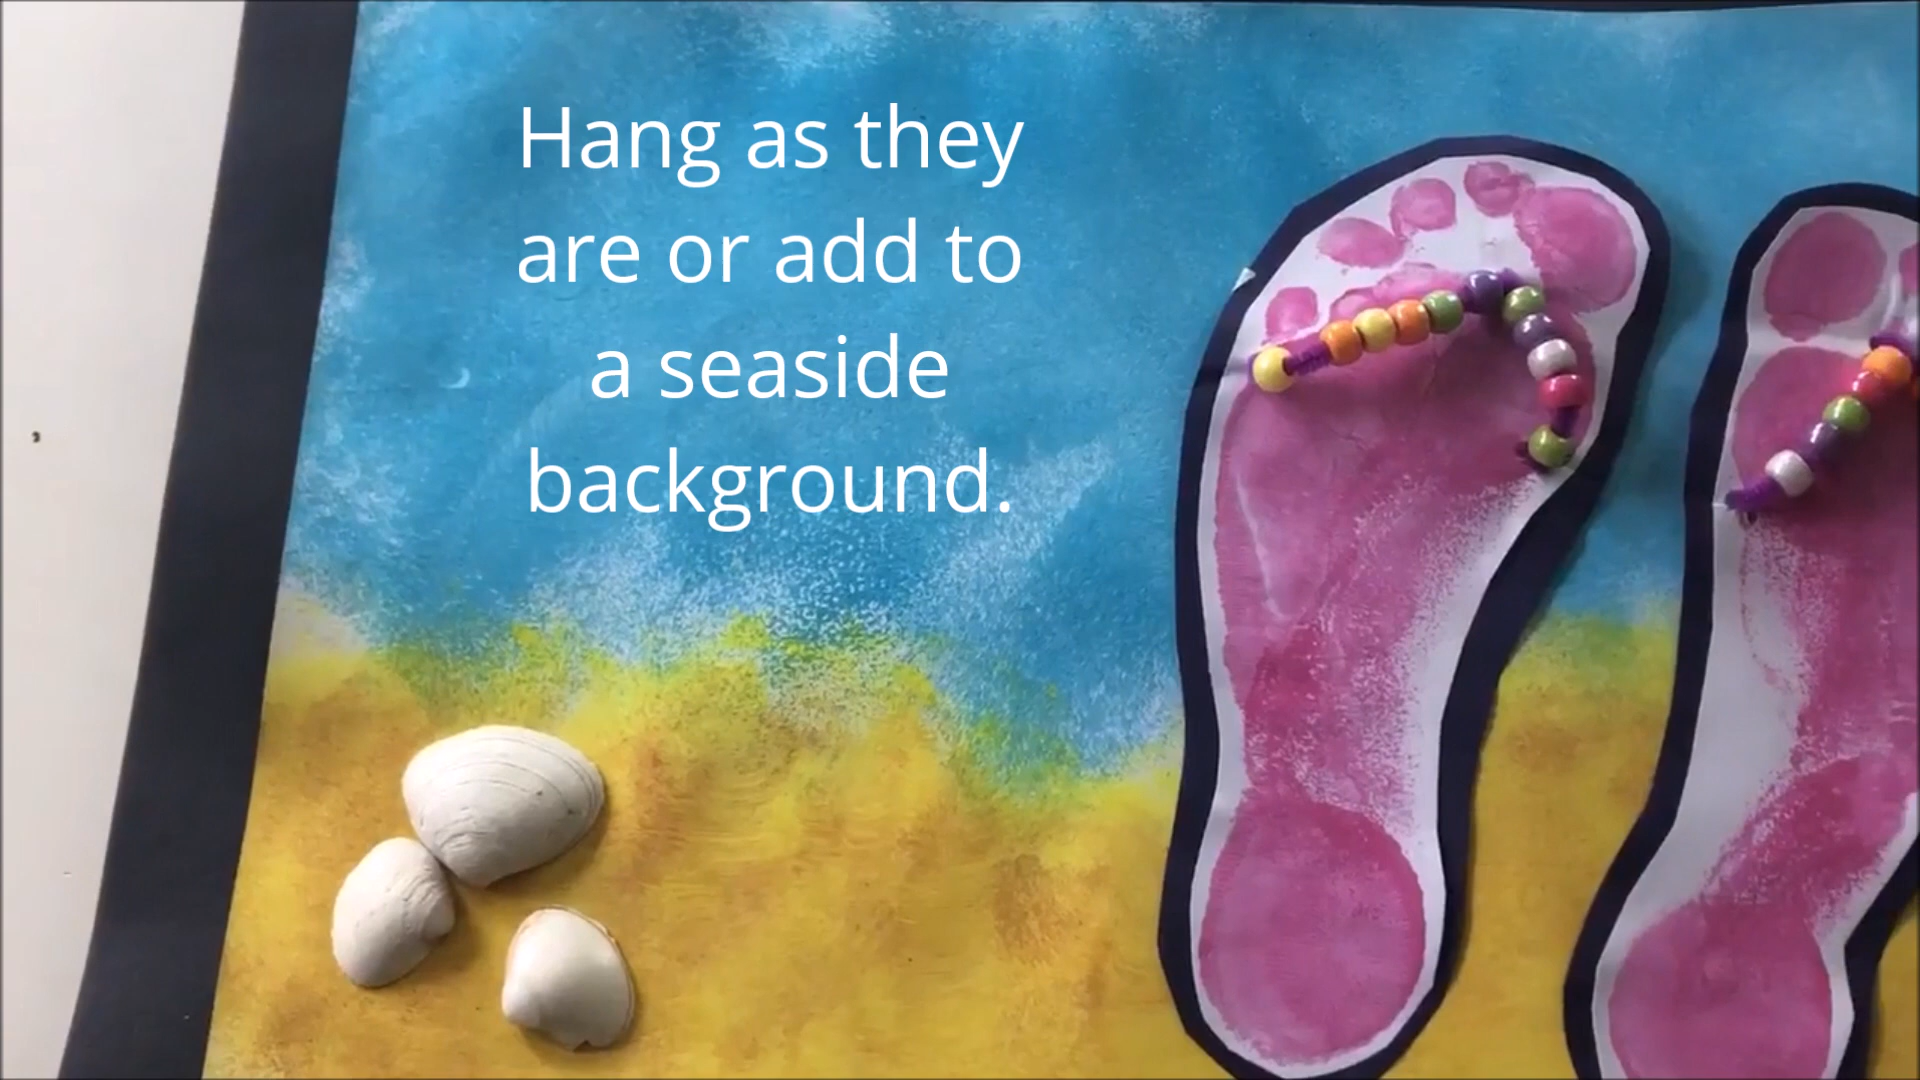 Hang as they
are or add to
a seaside
background.